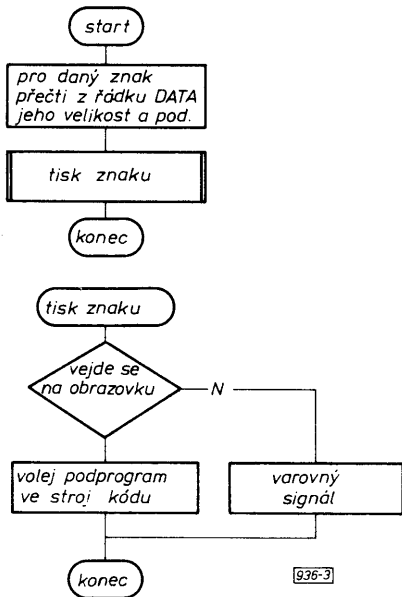 start
pro daný znak
přečti z řádku DATA
jeho velikost a pod.
tisk znaku
konec
tisk znaku
vejde se
na obrazovku
N
volej podprogram
ve stroj kódu
varovný
signál
konec
936-3